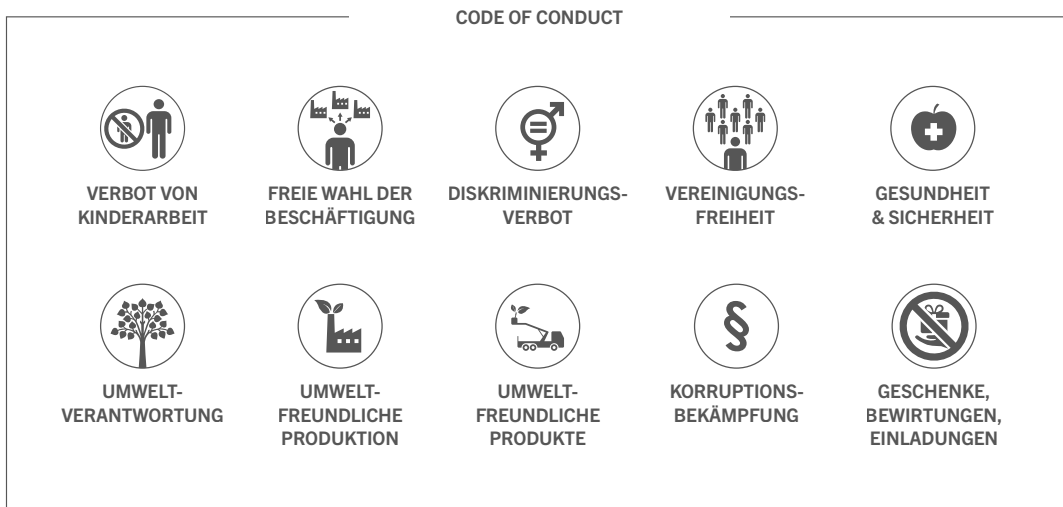 CODE OF CONDUCT
VERBOT VON
KINDERARBEIT
FREIE WAHL DER
BESCHÄFTIGUNG
DISKRIMINIERUNGS-
VERBOT
VEREINIGUNGS-
FREIHEIT
GESUNDHEIT
& SICHERHEIT
UMWELT-
VERANTWORTUNG
UMWELT-
FREUNDLICHE
PRODUKTION
UMWELT-
FREUNDLICHE
PRODUKTE
§
KORRUPTIONS-
BEKÄMPFUNG
GESCHENKE,
BEWIRTUNGEN,
EINLADUNGEN